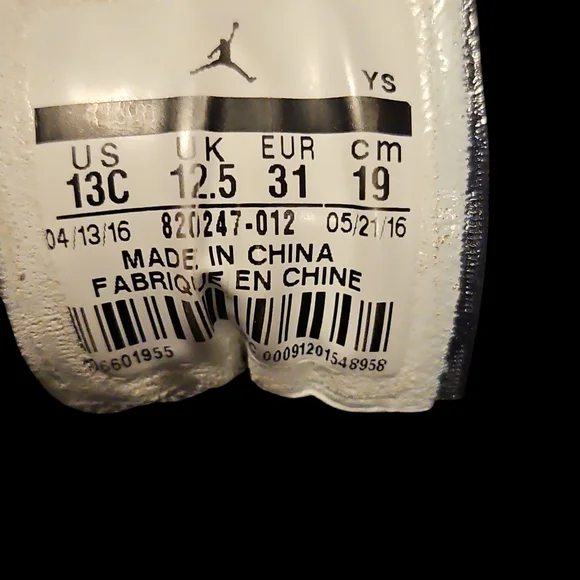 YS
US UK EUR cm
13C 12.5 31 19
04/13/16 820247-012 05/21/16
MADE IN CHINA
FABRIQUE EN CHINE
06601955 00091201548958